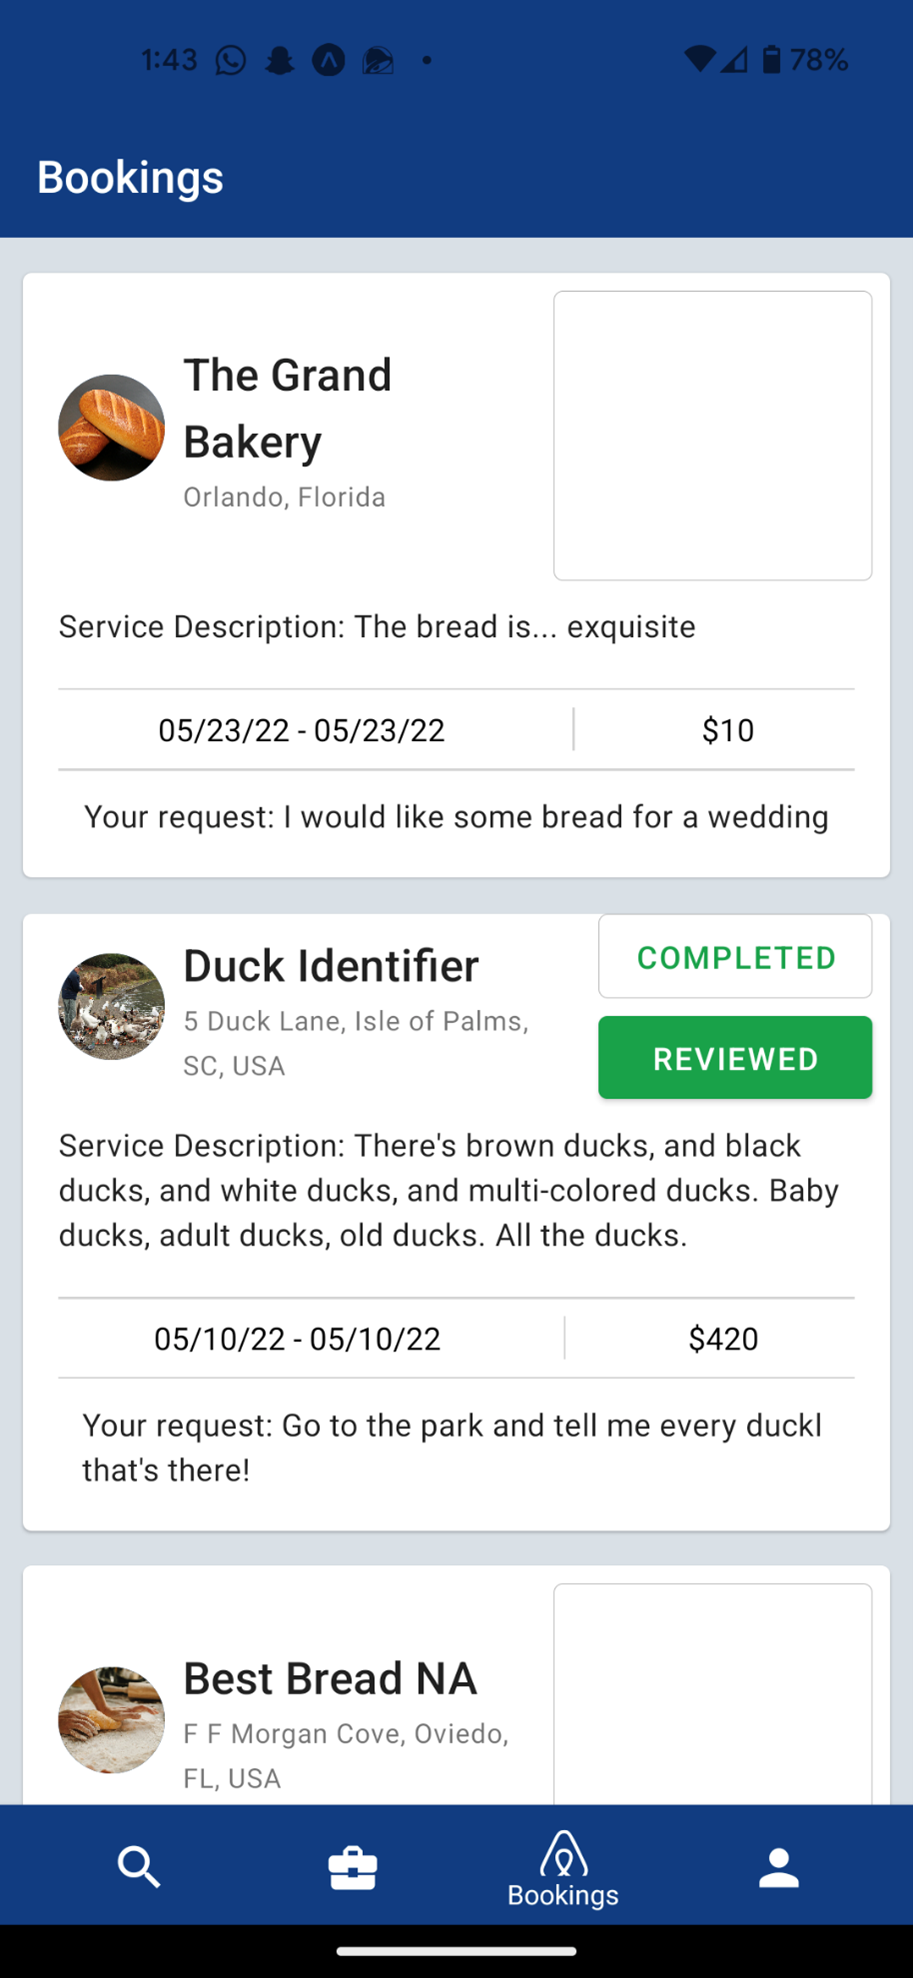 1:43
78%
Bookings
The Grand
Bakery
Orlando, Florida
Service Description: The bread is... exquisite
05/23/22 - 05/23/22
$10
Your request: I would like some bread for a wedding
Duck Identifier
5 Duck Lane, Isle of Palms,
SC, USA
COMPLETED
REVIEWED
Service Description: There's brown ducks, and black
ducks, and white ducks, and multi-colored ducks. Baby
ducks, adult ducks, old ducks. All the ducks.
05/10/22 - 05/10/22
$420
Your request: Go to the park and tell me every duckl
that's there!
Best Bread NA
F F Morgan Cove, Oviedo,
FL, USA
Bookings